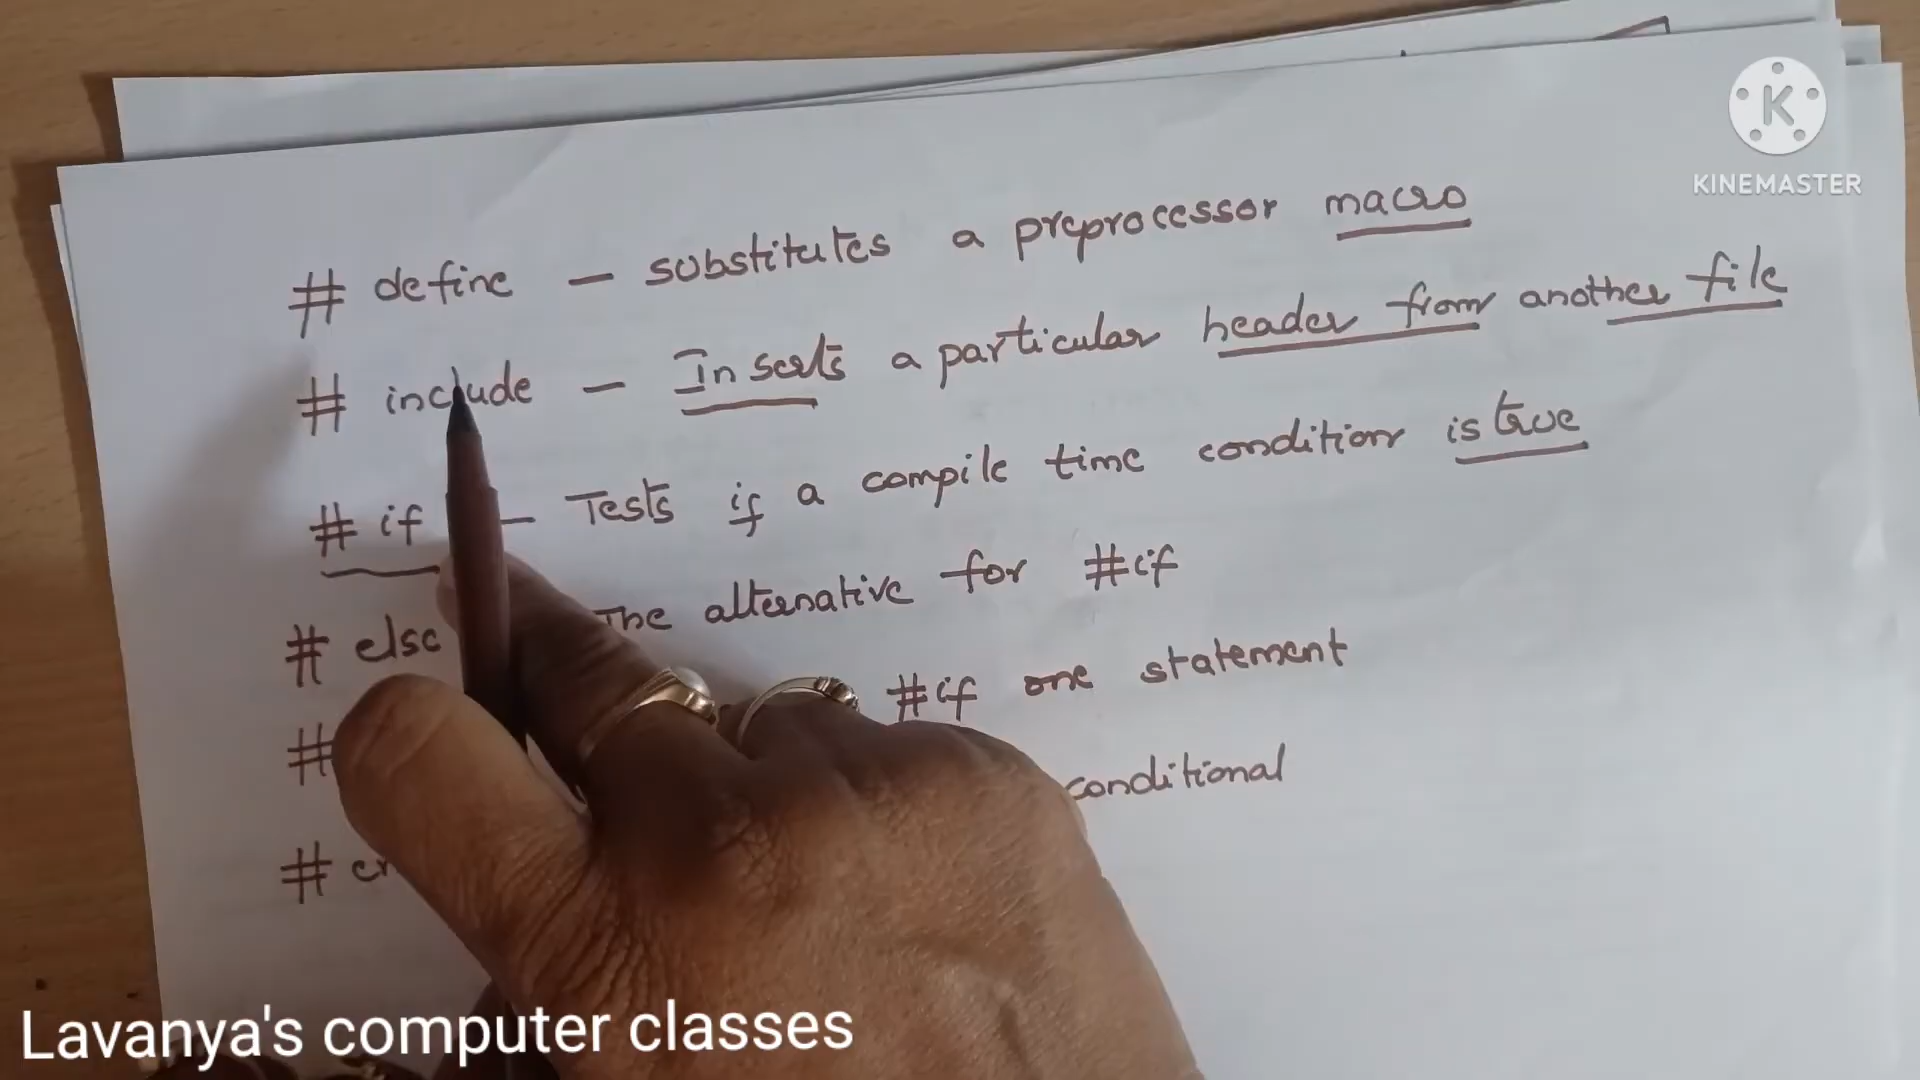 # define — substitutes a preprocessor macro
# include — Inserts a particular header from another file
# if — Tests if a compile time condition is true
# else The alternative for #if
# #if one statement
# conditional
K
KINEMASTER
Lavanya's computer classes